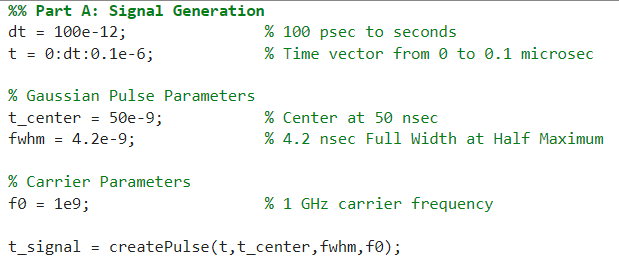 %% Part A: Signal Generation
dt = 100e-12; % 100 psec to seconds
t = 0:dt:0.1e-6; % Time vector from 0 to 0.1 microsec
% Gaussian Pulse Parameters
t_center = 50e-9; % Center at 50 nsec
fwhm = 4.2e-9; % 4.2 nsec Full Width at Half Maximum
% Carrier Parameters
f0 = 1e9; % 1 GHz carrier frequency
t_signal = createPulse(t,t_center,fwhm,f0);